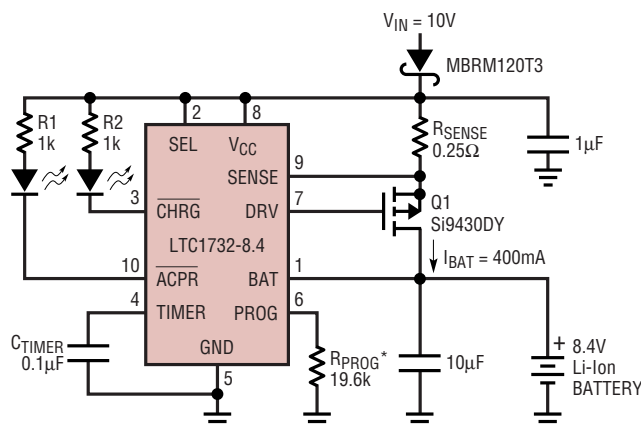 V_IN = 10V
MBRM120T3
R1
1k
R2
1k
2
8
SEL
V_CC
R_SENSE
0.25Ω
1µF
SENSE
9
3
CHRG
DRV
7
Q1
Si9430DY
LTC1732-8.4
I_BAT = 400mA
10
ACPR
BAT
1
4
TIMER
PROG
6
C_TIMER
0.1µF
GND
5
R_PROG*
19.6k
10µF
+
8.4V
Li-Ion
BATTERY